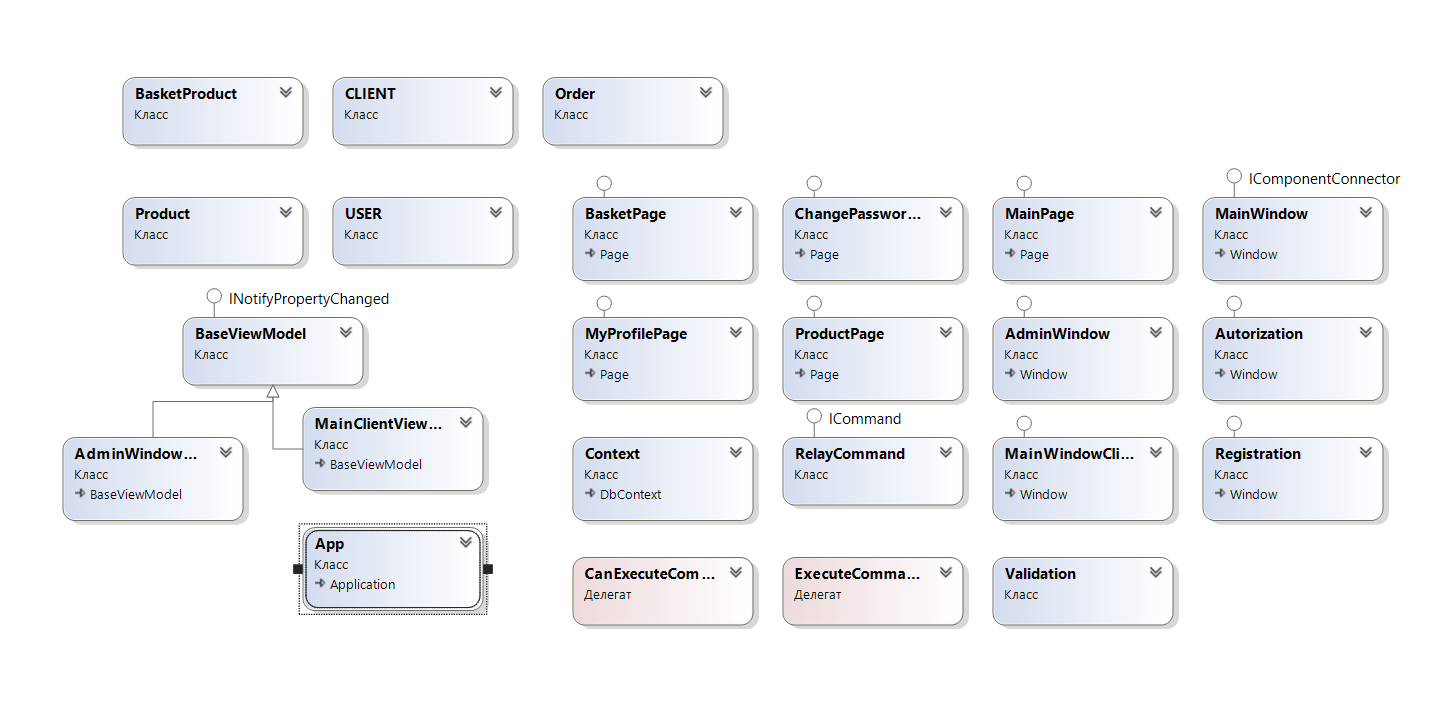 BasketProduct
Класс
CLIENT
Класс
Order
Класс
Product
Класс
USER
Класс
BasketPage
Класс
Page
ChangePasswor...
Класс
Page
MainPage
Класс
Page
IComponentConnector
MainWindow
Класс
Window
INotifyPropertyChanged
BaseViewModel
Класс
MyProfilePage
Класс
Page
ProductPage
Класс
Page
AdminWindow
Класс
Window
Autorization
Класс
Window
MainClientView...
Класс
BaseViewModel
AdminWindow...
Класс
BaseViewModel
Context
Класс
DbContext
ICommand
RelayCommand
Класс
MainWindowCli...
Класс
Window
Registration
Класс
Window
App
Класс
Application
CanExecuteCom ...
Делегат
ExecuteComma...
Делегат
Validation
Класс